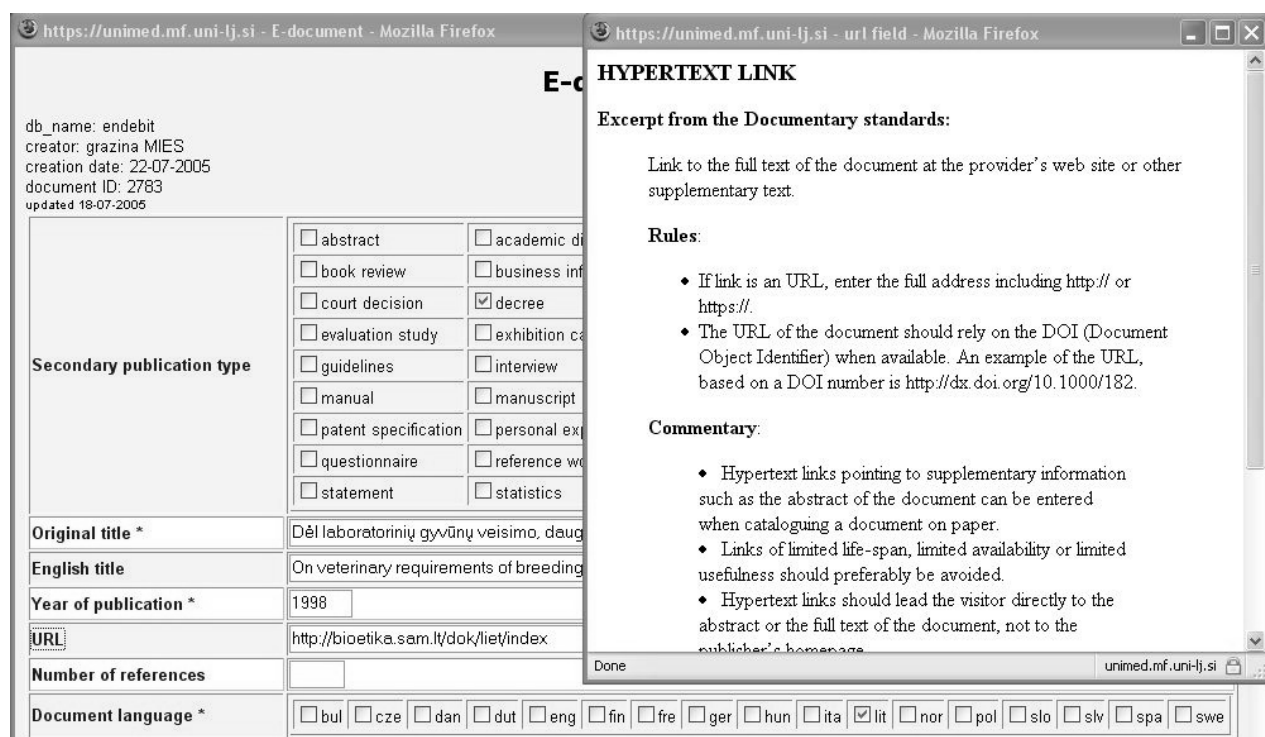 https://unimed.mf.uni-lj.si - E-document - Mozilla Firefox
E-d
db_name: endebit
creator: grazina MIES
creation date: 22-07-2005
document ID: 2783
updated 18-07-2005
Secondary publication type
abstract academic di
book review business inf
court decision decree
evaluation study exhibition ca
guidelines interview
manual manuscript
patent specification personal exp
questionnaire reference wo
statement statistics
Original title * Dėl laboratorinių gyvūnų veisimo, daug
English title On veterinary requirements of breeding
Year of publication * 1998
URL http://bioetika.sam.lt/dok/liet/index
Number of references
Document language * bul cze dan dut eng fin fre ger hun ita lit nor pol slo slv spa swe
https://unimed.mf.uni-lj.si - url field - Mozilla Firefox
HYPERTEXT LINK
Excerpt from the Documentary standards:
Link to the full text of the document at the provider's web site or other
supplementary text.
Rules:
• If link is an URL, enter the full address including http:// or
https://.
• The URL of the document should rely on the DOI (Document
Object Identifier) when available. An example of the URL,
based on a DOI number is http://dx.doi.org/10.1000/182.
Commentary:
• Hypertext links pointing to supplementary information
such as the abstract of the document can be entered
when cataloguing a document on paper.
• Links of limited life-span, limited availability or limited
usefulness should preferably be avoided.
• Hypertext links should lead the visitor directly to the
abstract or the full text of the document, not to the
publisher's homepage
Done unimed.mf.uni-lj.si